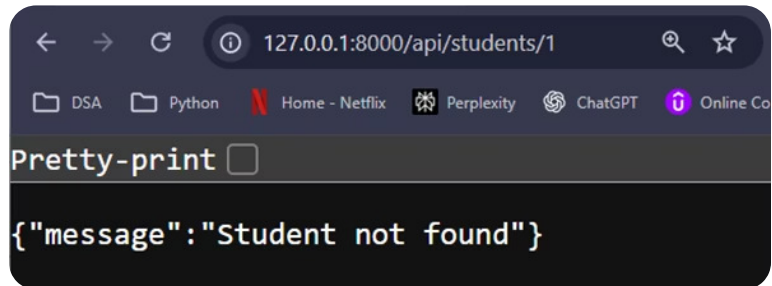 127.0.0.1:8000/api/students/1
DSA Python Home - Netflix Perplexity ChatGPT Online Co
Pretty-print
{"message":"Student not found"}